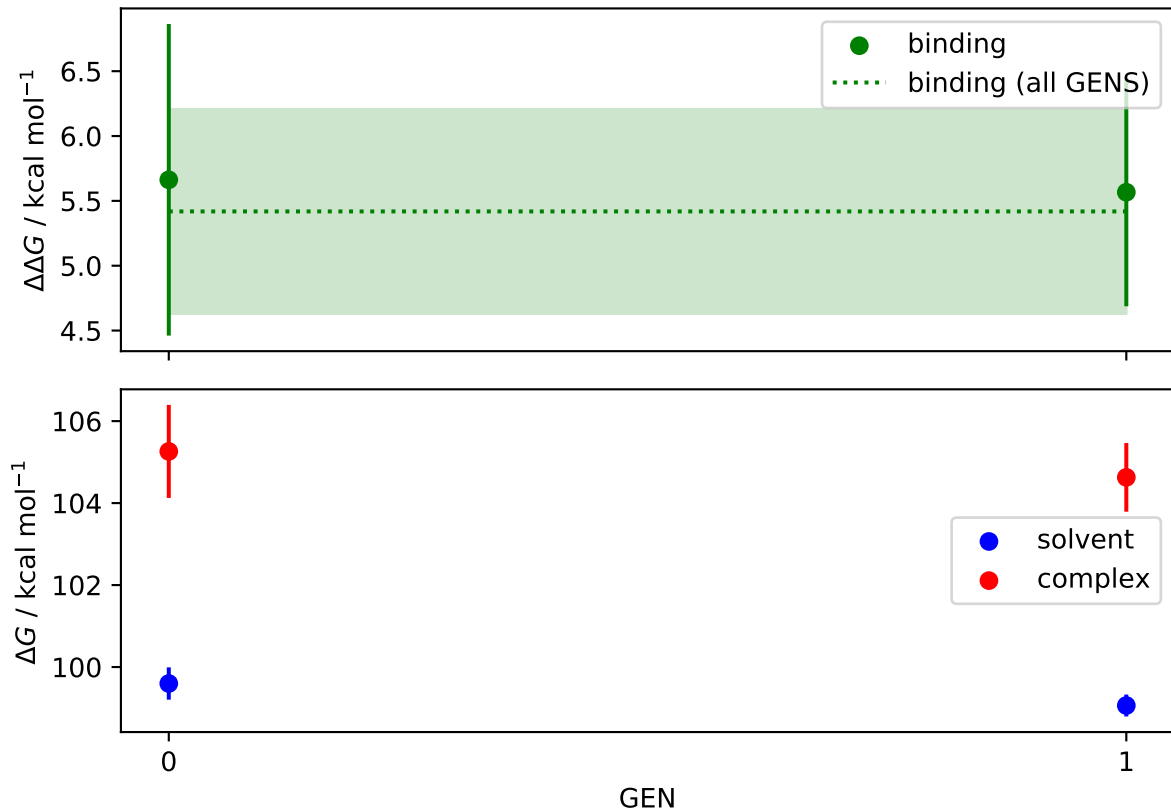 binding
binding (all GENS)
ΔΔG / kcal mol⁻¹
6.5
6.0
5.5
5.0
4.5
ΔG / kcal mol⁻¹
106
104
102
100
solvent
complex
0
1
GEN